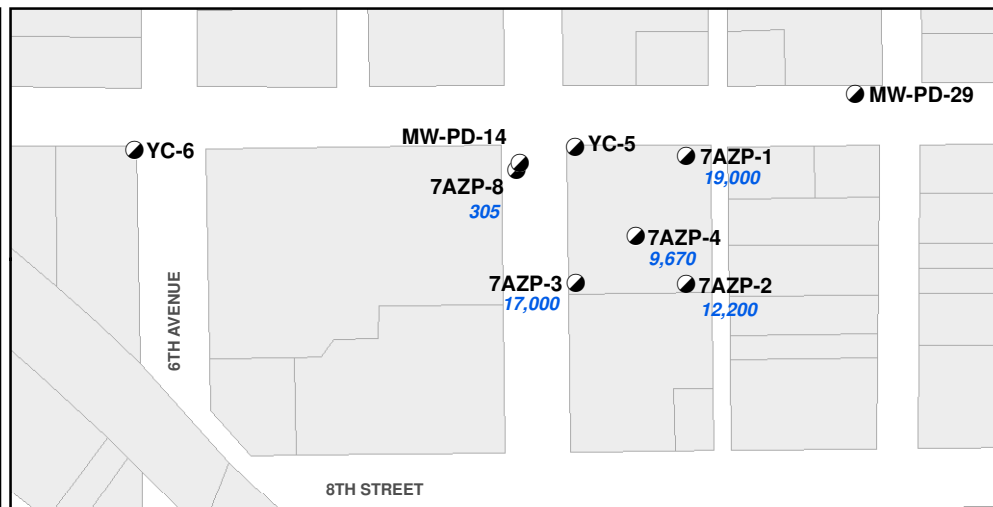 MW-PD-29
MW-PD-14
YC-5
YC-6
7AZP-1
19,000
7AZP-8
305
7AZP-4
9,670
7AZP-3
17,000
7AZP-2
12,200
6TH AVENUE
8TH STREET